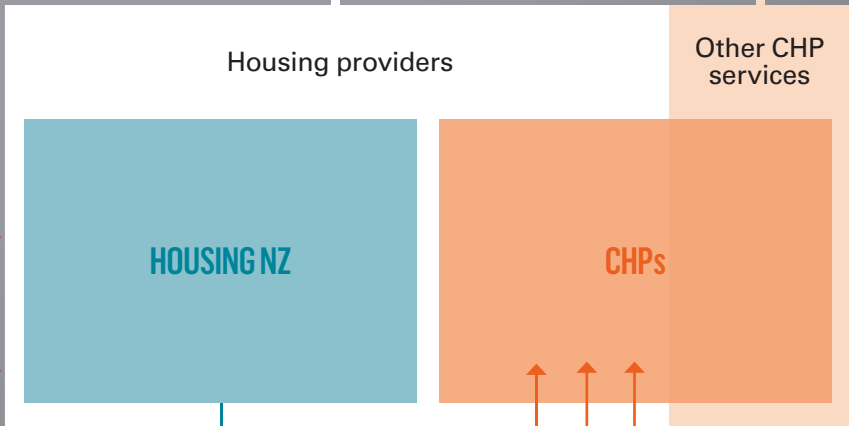 Housing providers
Other CHP
services
HOUSING NZ
CHPs